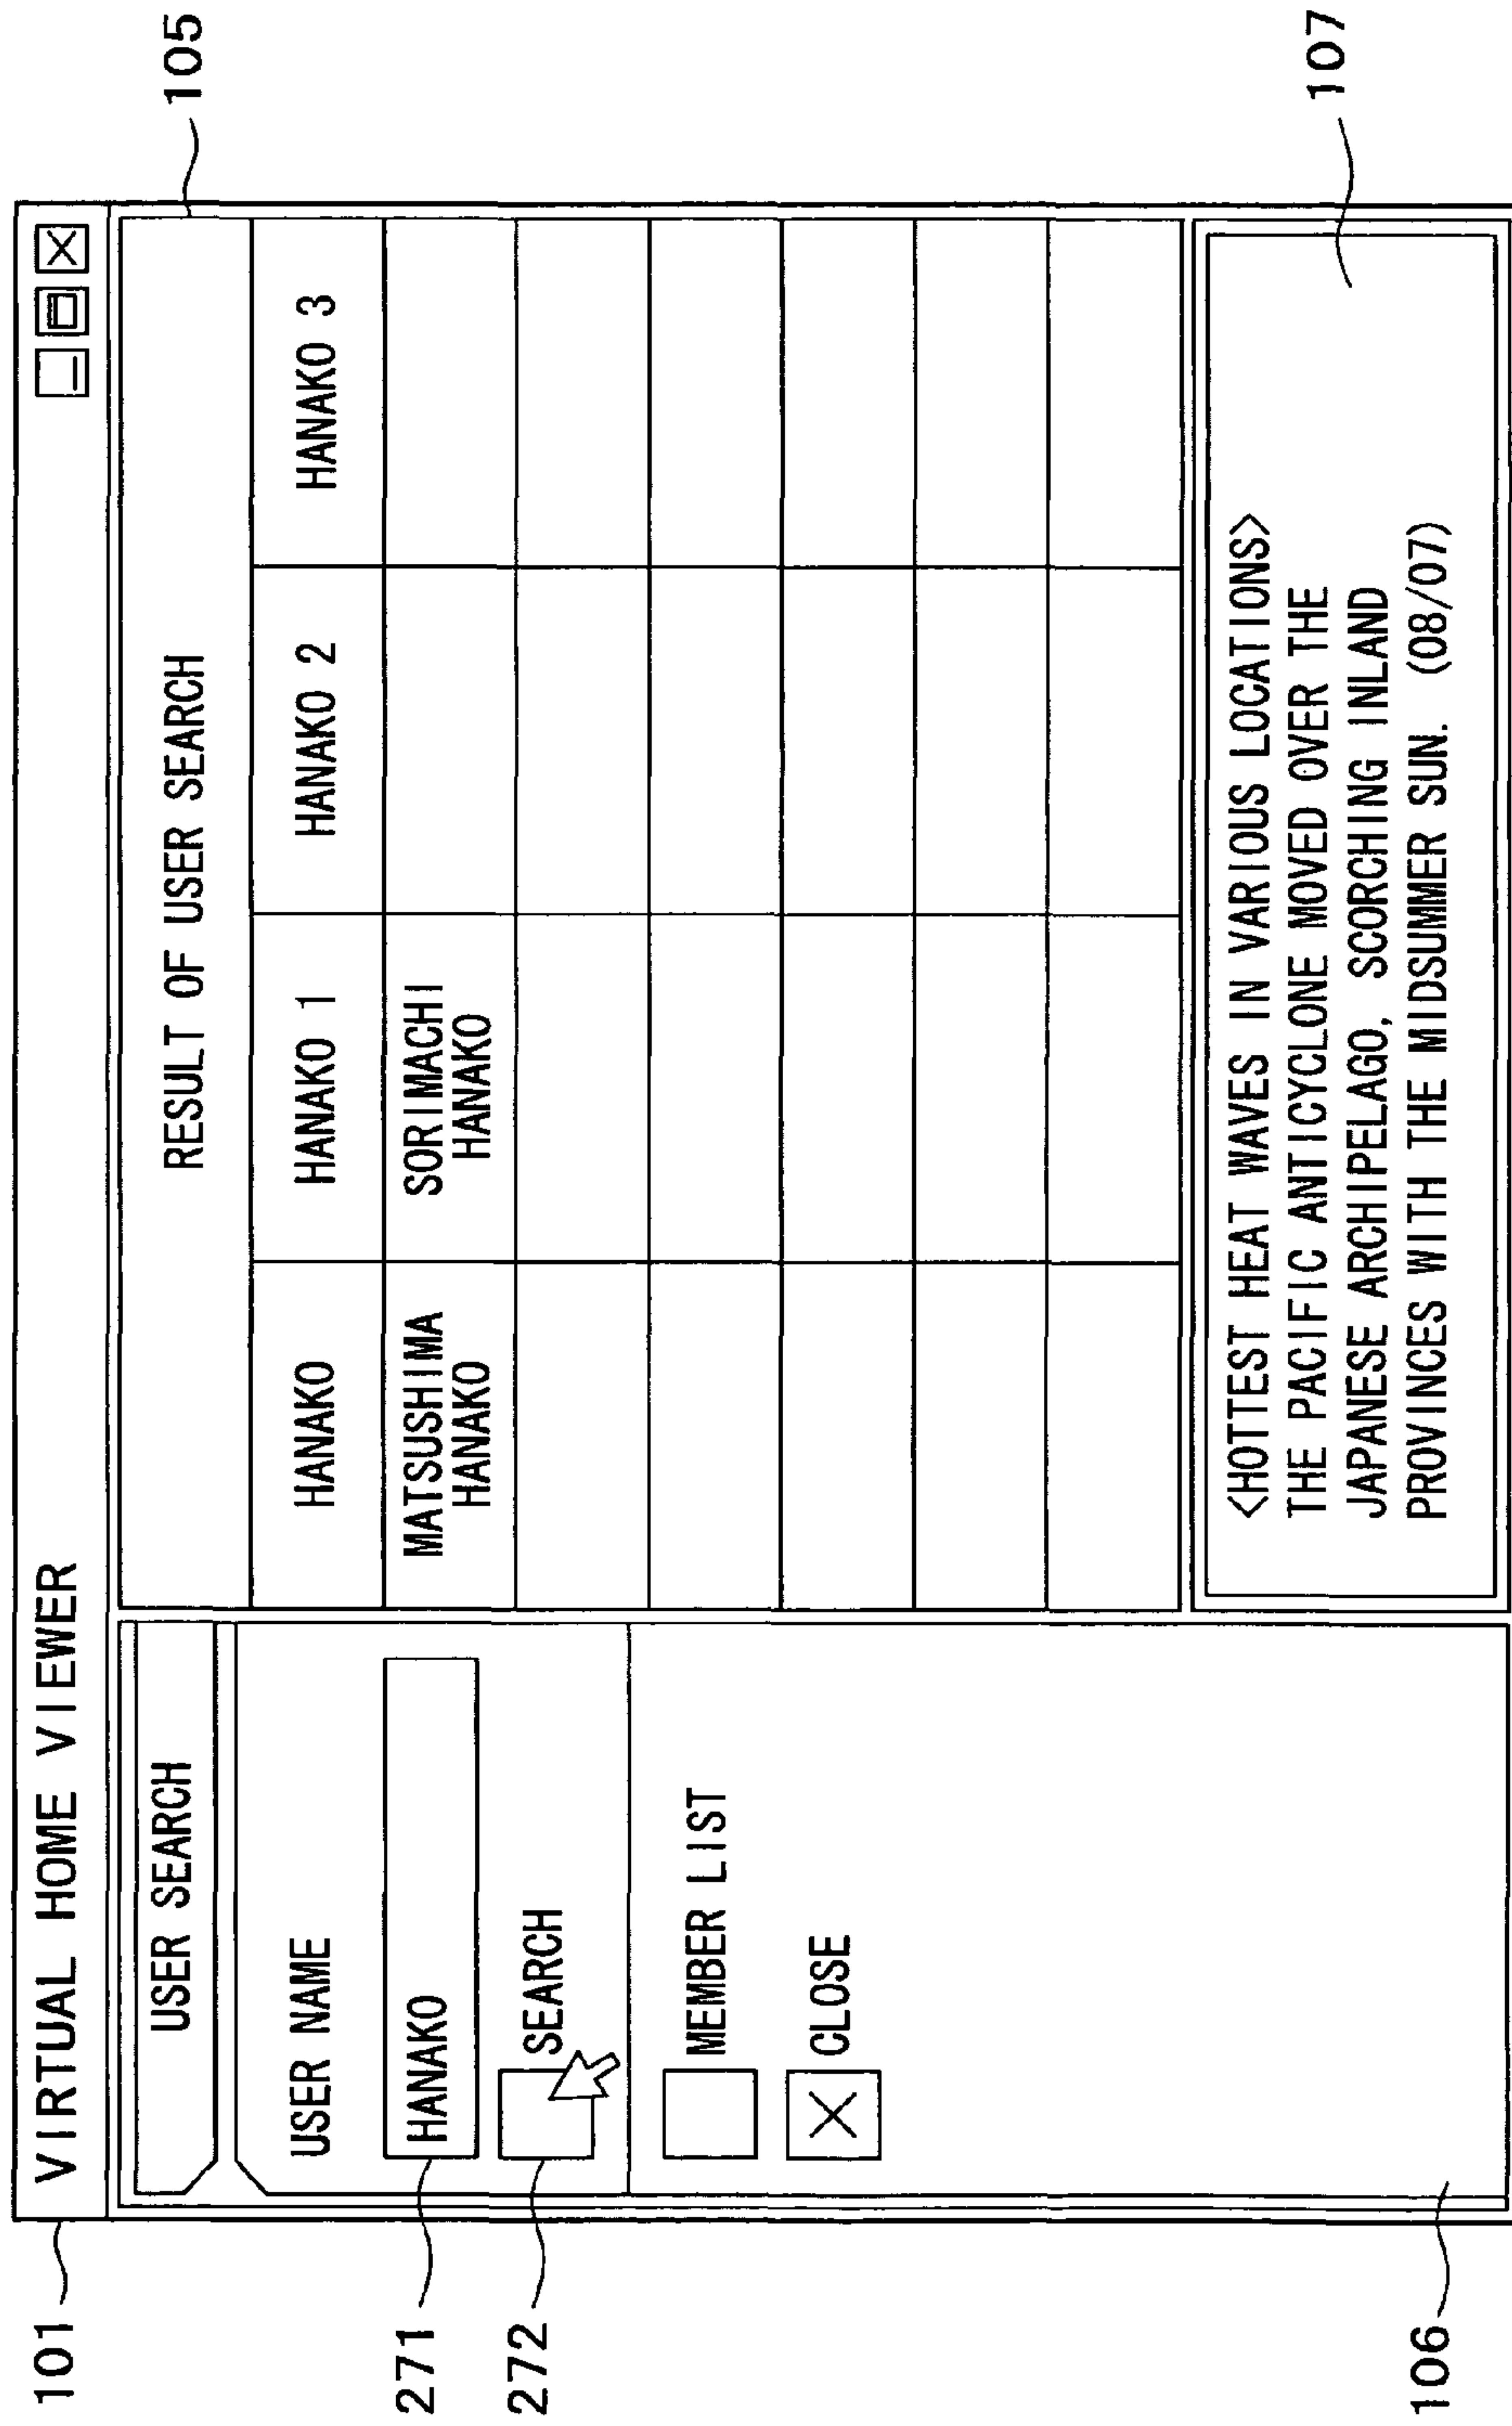 101
VIRTUAL HOME VIEWER
USER SEARCH
USER NAME
271
HANAKO
272
SEARCH
MEMBER LIST
X CLOSE
106
105
RESULT OF USER SEARCH
HANAKO HANAKO 1 HANAKO 2 HANAKO 3
MATSUSHIMA SORIMACHI
HANAKO HANAKO
107
<HOTTEST HEAT WAVES IN VARIOUS LOCATIONS>
THE PACIFIC ANTICYCLONE MOVED OVER THE
JAPANESE ARCHIPELAGO, SCORCHING INLAND
PROVINCES WITH THE MIDSUMMER SUN. (08/07)